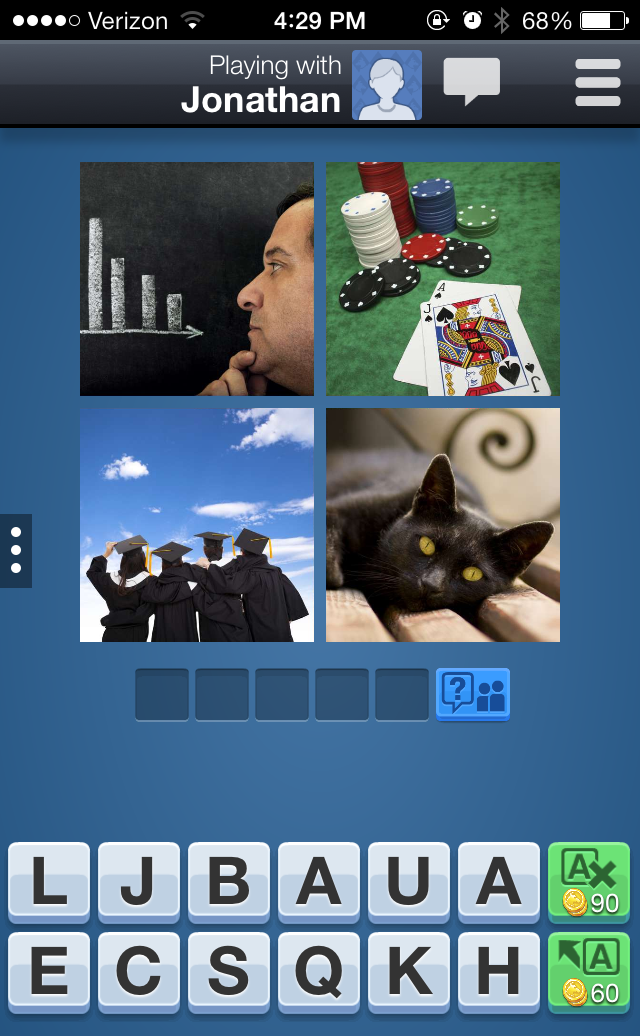 Verizon 4:29 PM 68%
Playing with
Jonathan
A
J
J
?
L J B A U A A
90
E C S Q K H A
60